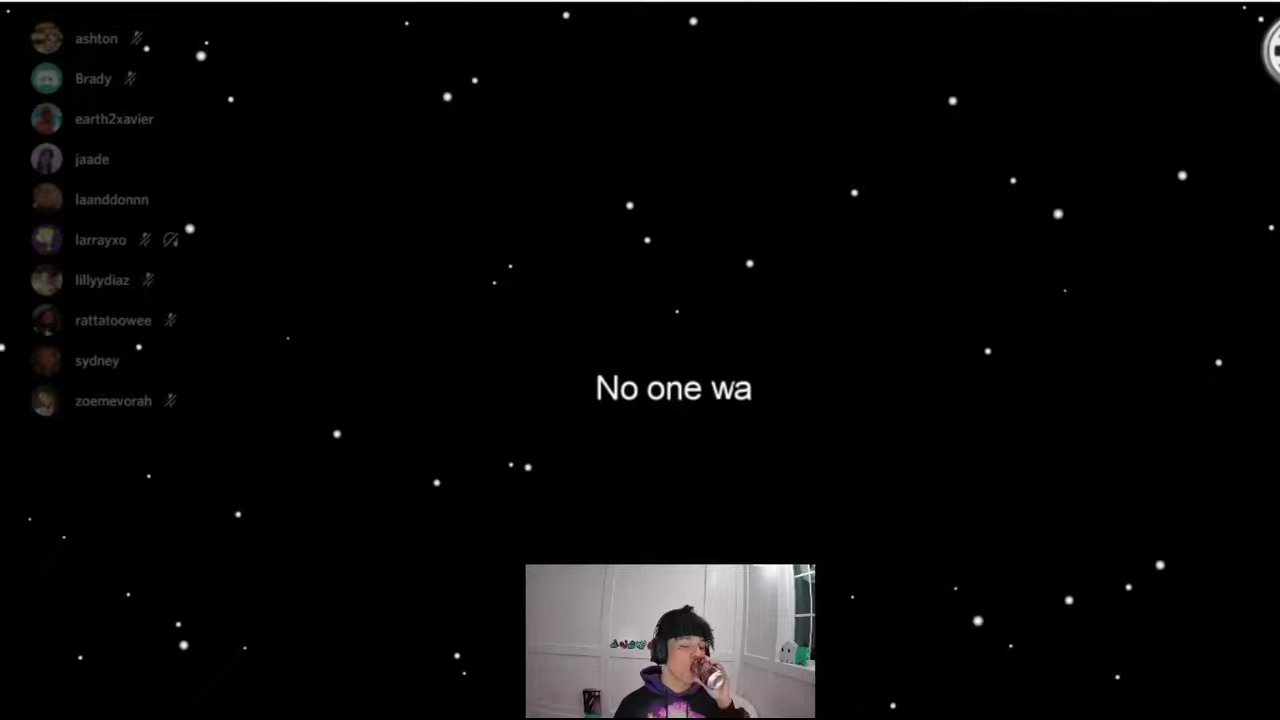 ashton
Brady
earth2xavier
jaade
laanddonnn
larrayxo
lillyydiaz
rattatoowee
sydney
zoemevorah
No one wa